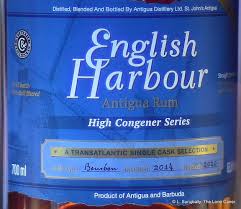 Distilled, Blended And Bottled By Antigua Distillery Ltd. St. John's Antigua
English
Harbour
Antigua Rum
High Congener Series
A TRANSATLANTIC SINGLE CASK SELECTION
Bourbon
2014
700 ml
Product of Antigua and Barbuda
© L. Sangbally, The Lone Caner